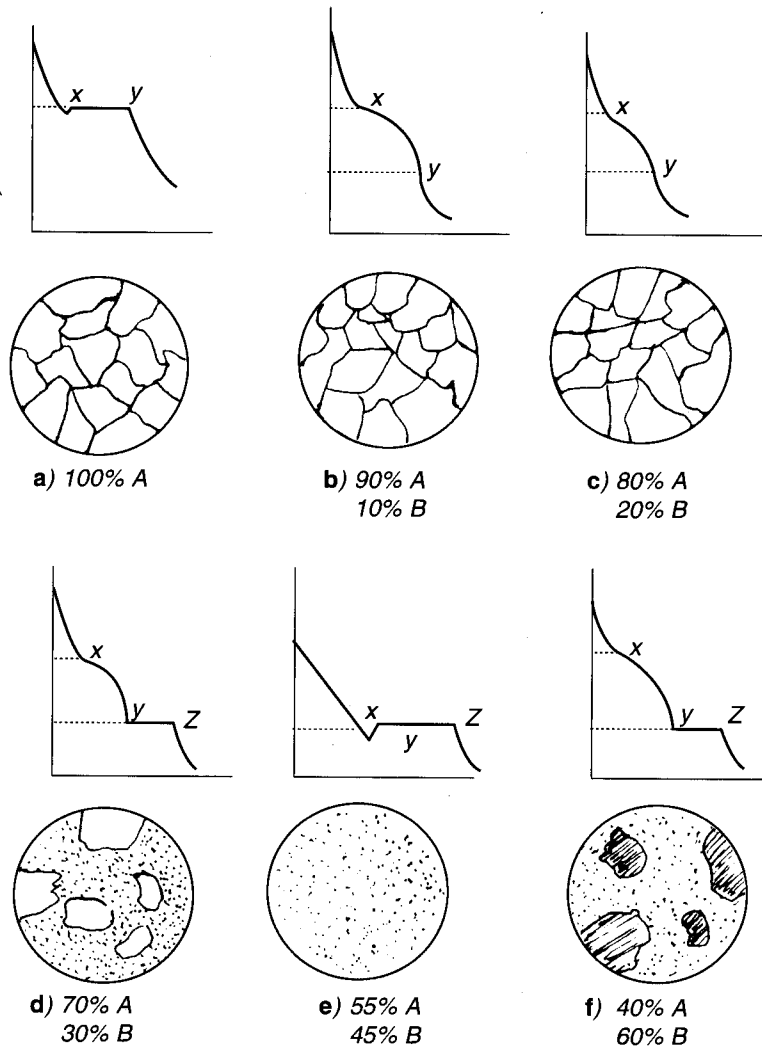 x y
x
y
x
y
a) 100% A
b) 90% A
10% B
c) 80% A
20% B
x
y Z
x
y
Z
x
y Z
d) 70% A
30% B
e) 55% A
45% B
f) 40% A
60% B